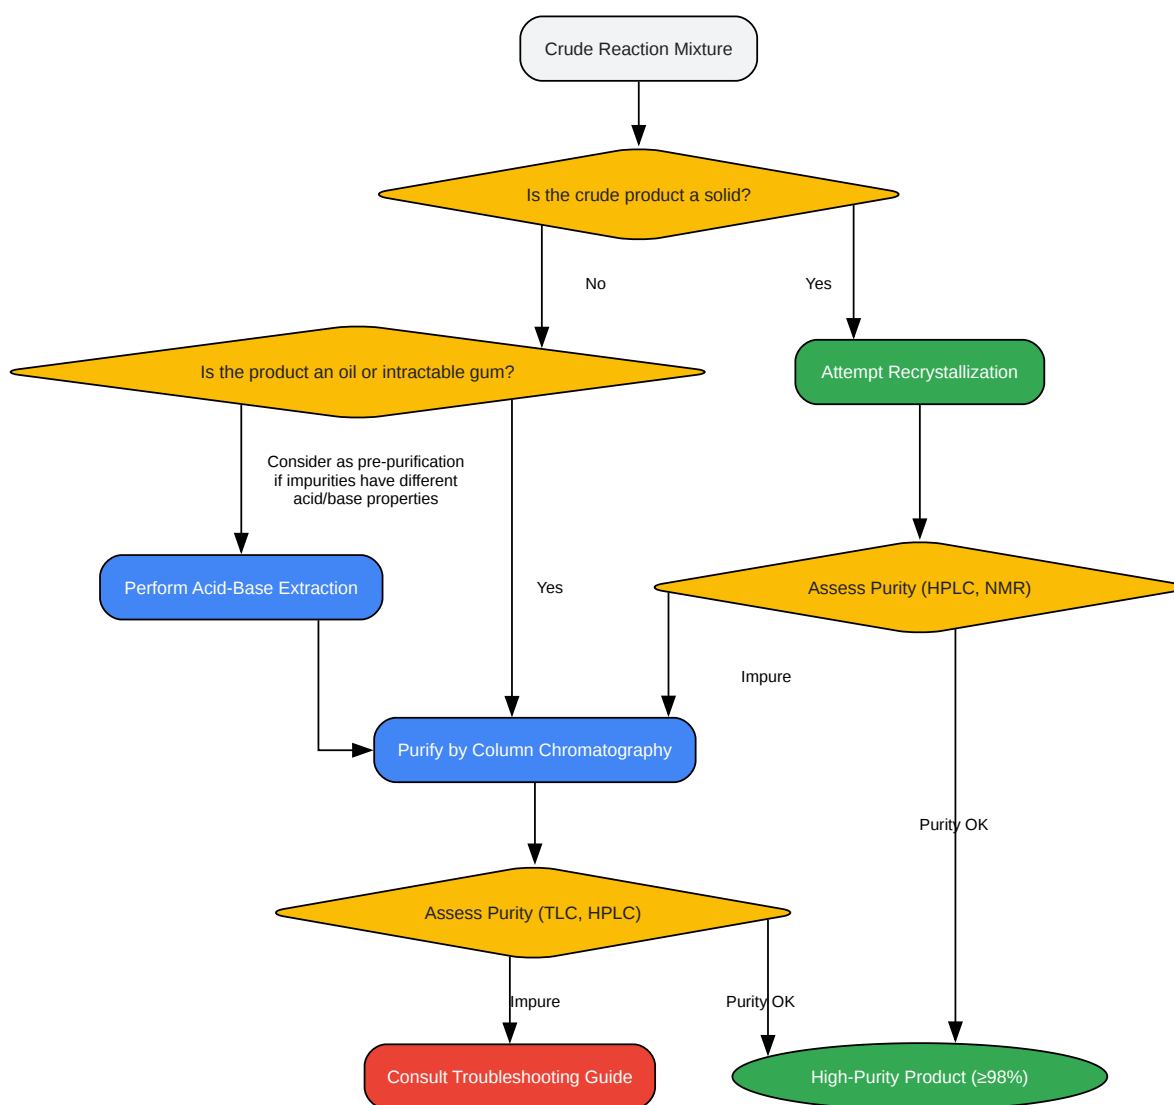 Crude Reaction Mixture
Is the crude product a solid?
No
Yes
Is the product an oil or intractable gum?
Attempt Recrystallization
Consider as pre-purification
if impurities have different
acid/base properties
Perform Acid-Base Extraction
Yes
Assess Purity (HPLC, NMR)
Impure
Purify by Column Chromatography
Purity OK
Assess Purity (TLC, HPLC)
Impure
Purity OK
Consult Troubleshooting Guide
High-Purity Product (≥98%)